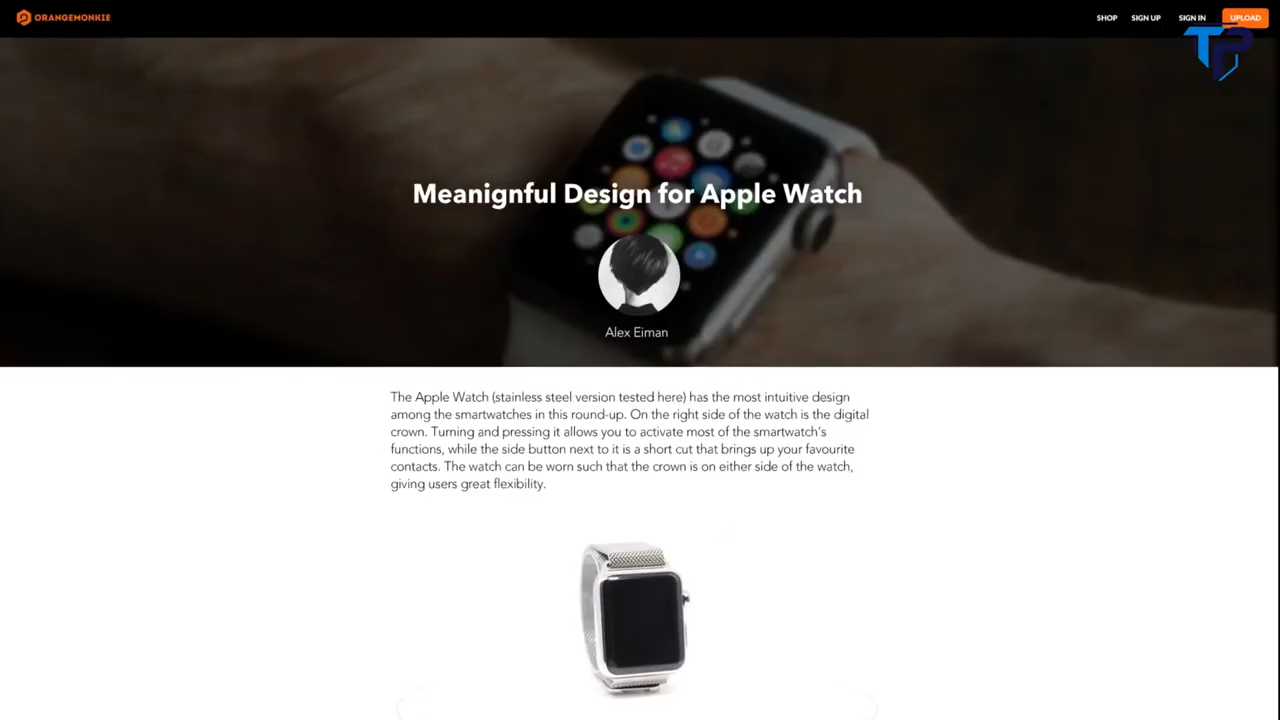 ORANGEMONKIE
SHOP SIGN UP SIGN IN UPLOAD
TP
Meanignful Design for Apple Watch
Alex Eiman
The Apple Watch (stainless steel version tested here) has the most intuitive design
among the smartwatches in this round-up. On the right side of the watch is the digital
crown. Turning and pressing it allows you to activate most of the smartwatch's
functions, while the side button next to it is a short cut that brings up your favourite
contacts. The watch can be worn such that the crown is on either side of the watch,
giving users great flexibility.